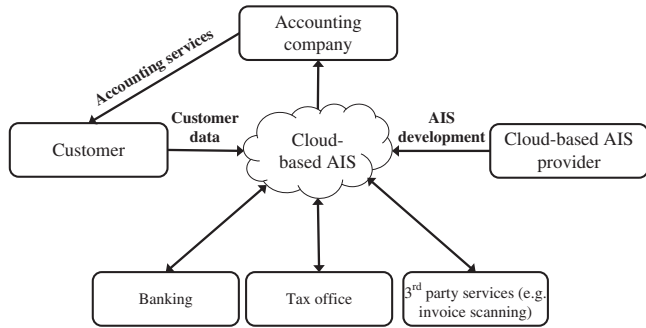 Accounting
company
Accounting services
Customer
data
AIS
development
Customer
Cloud-
based AIS
Cloud-based AIS
provider
Banking
Tax office
3rd party services (e.g.
invoice scanning)